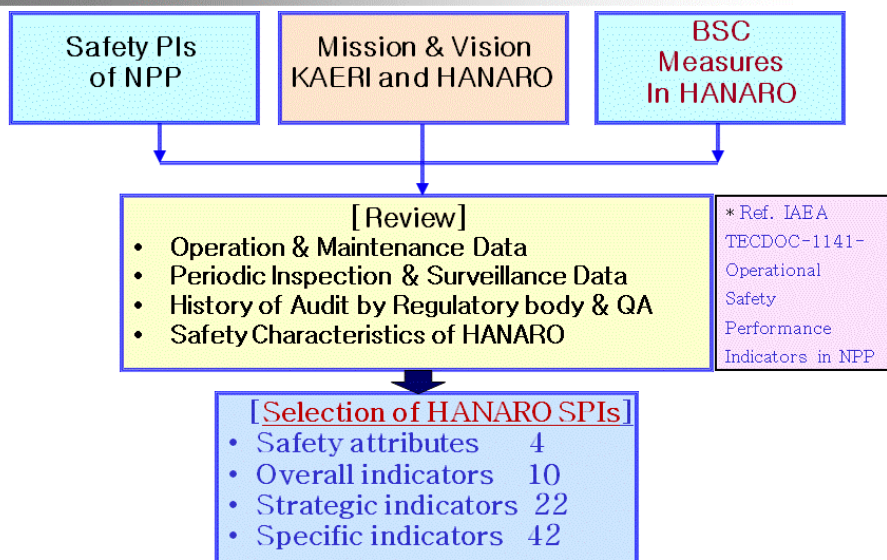 Safety PIs
of NPP
Mission & Vision
KAERI and HANARO
BSC
Measures
In HANARO
[Review]
• Operation & Maintenance Data
• Periodic Inspection & Surveillance Data
• History of Audit by Regulatory body & QA
• Safety Characteristics of HANARO
* Ref. IAEA
TECDOC-1141-
Operational
Safety
Performance
Indicators in NPP
[Selection of HANARO SPIs]
• Safety attributes 4
• Overall indicators 10
• Strategic indicators 22
• Specific indicators 42